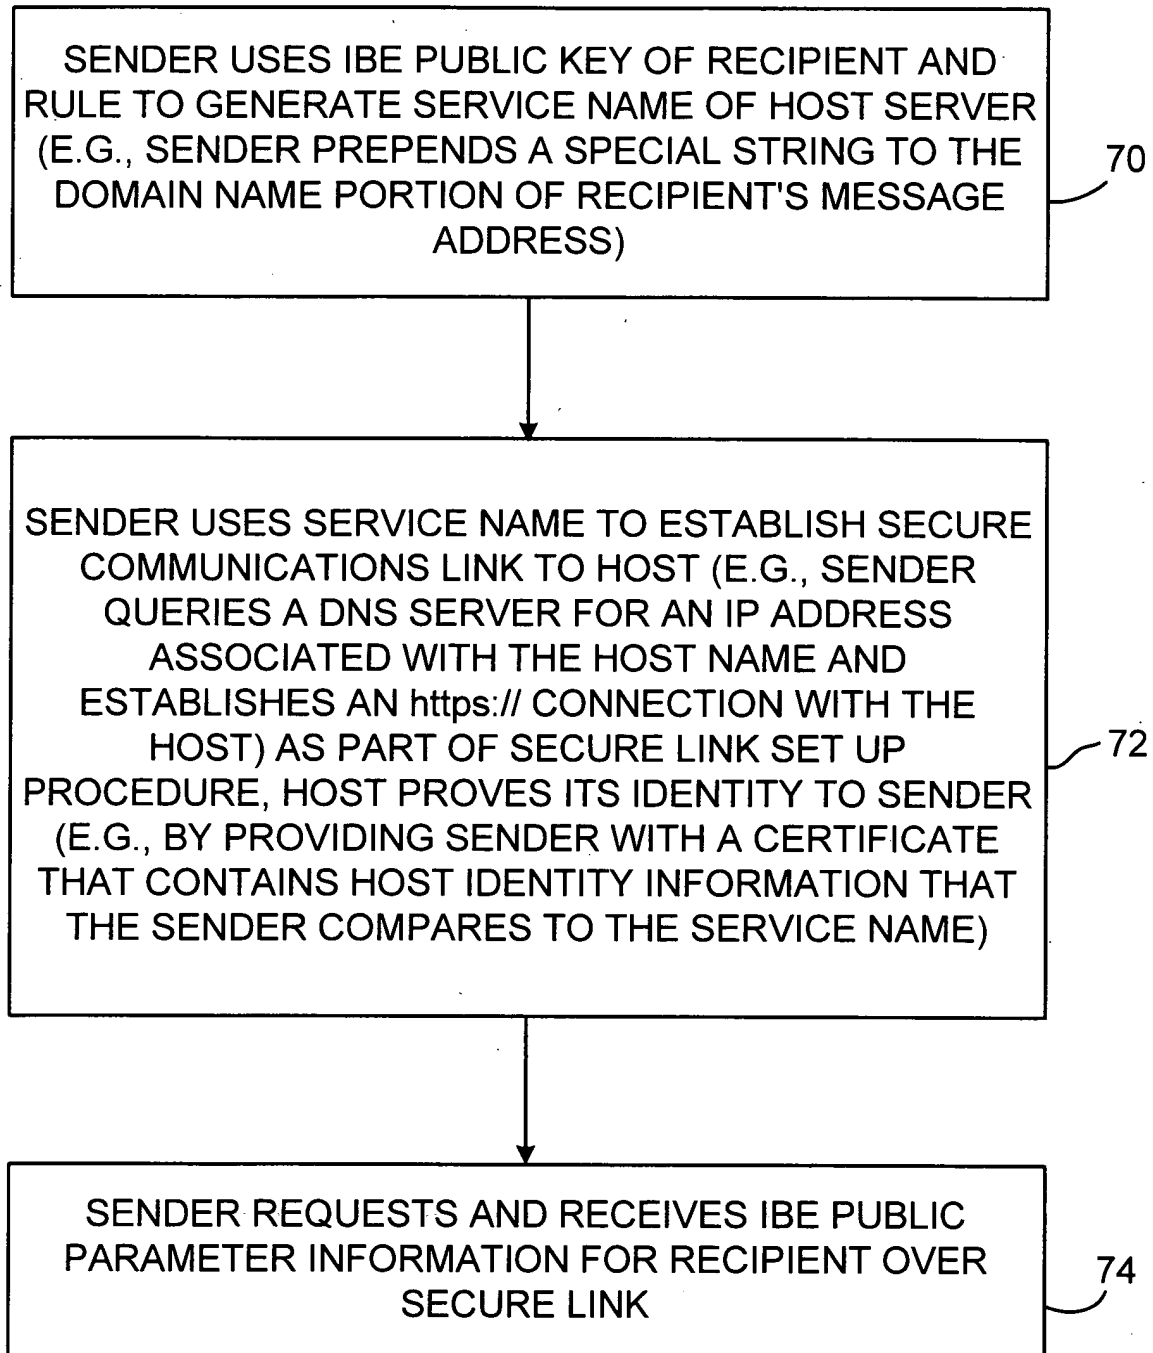 SENDER USES IBE PUBLIC KEY OF RECIPIENT AND
RULE TO GENERATE SERVICE NAME OF HOST SERVER
(E.G., SENDER PREPENDS A SPECIAL STRING TO THE
DOMAIN NAME PORTION OF RECIPIENT'S MESSAGE
ADDRESS)
70
SENDER USES SERVICE NAME TO ESTABLISH SECURE
COMMUNICATIONS LINK TO HOST (E.G., SENDER
QUERIES A DNS SERVER FOR AN IP ADDRESS
ASSOCIATED WITH THE HOST NAME AND
ESTABLISHES AN https:// CONNECTION WITH THE
HOST) AS PART OF SECURE LINK SET UP
PROCEDURE, HOST PROVES ITS IDENTITY TO SENDER
(E.G., BY PROVIDING SENDER WITH A CERTIFICATE
THAT CONTAINS HOST IDENTITY INFORMATION THAT
THE SENDER COMPARES TO THE SERVICE NAME)
72
SENDER REQUESTS AND RECEIVES IBE PUBLIC
PARAMETER INFORMATION FOR RECIPIENT OVER
SECURE LINK
74